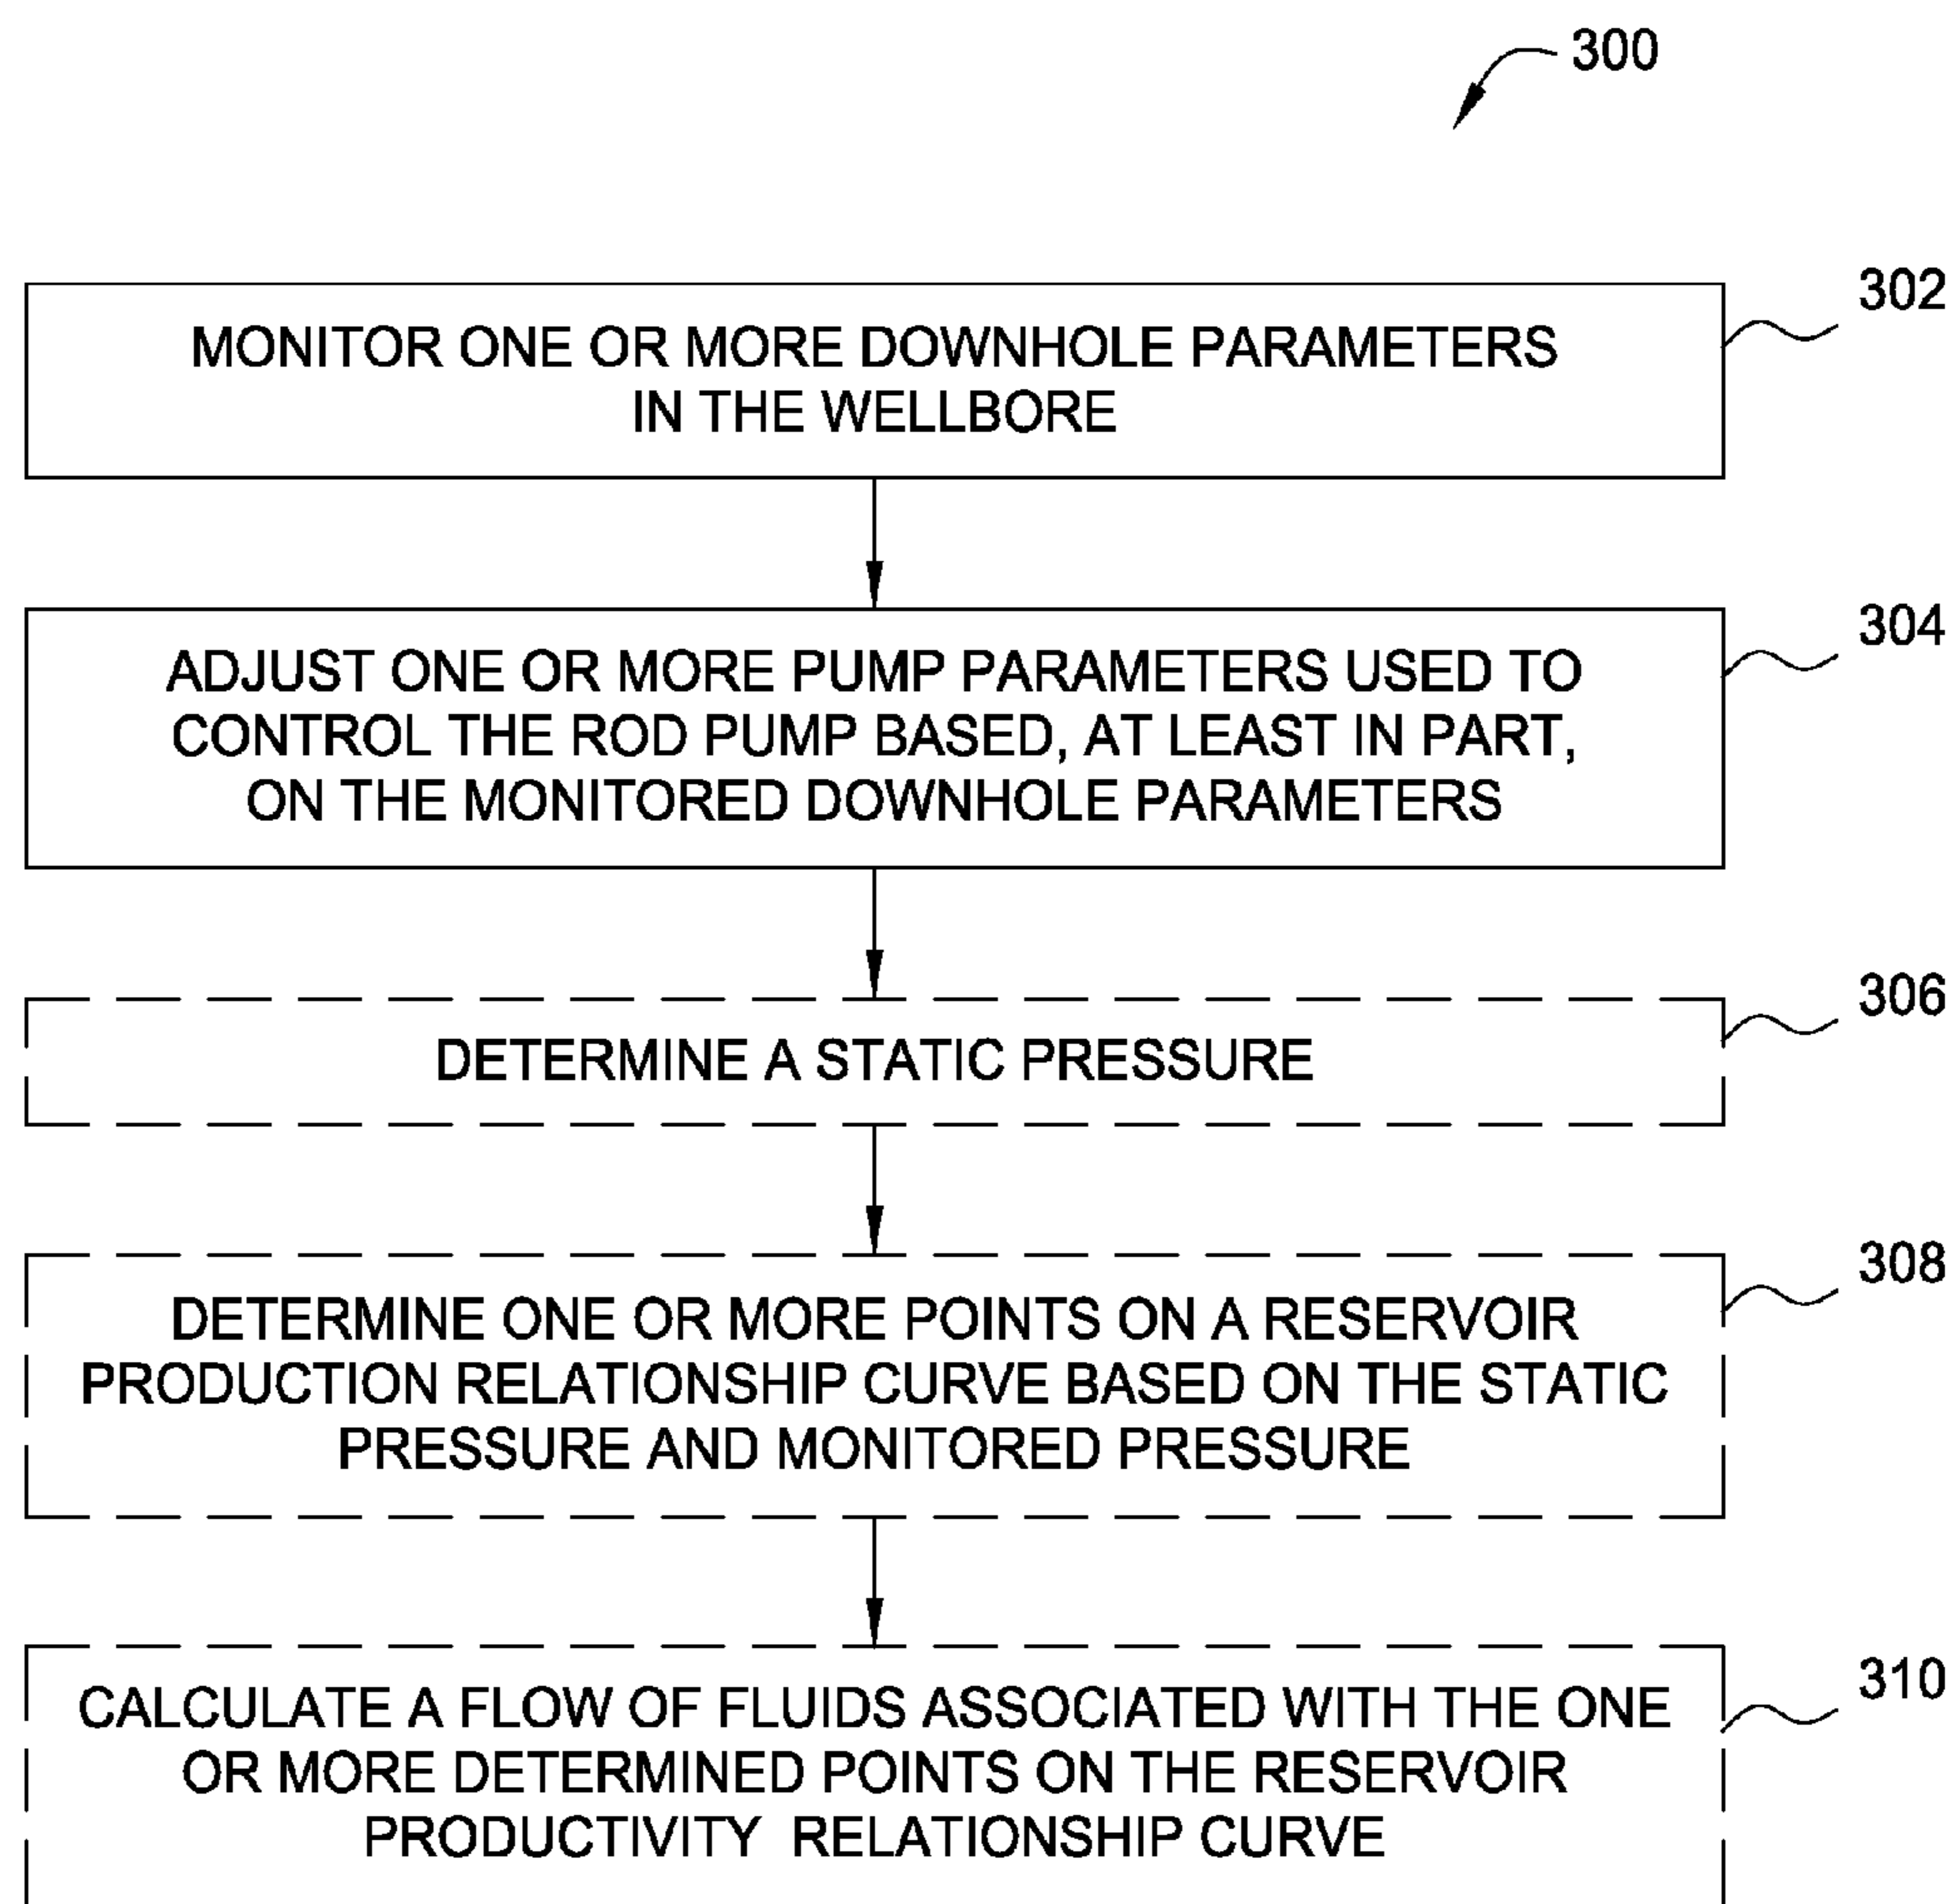 300
302
MONITOR ONE OR MORE DOWNHOLE PARAMETERS
IN THE WELLBORE
304
ADJUST ONE OR MORE PUMP PARAMETERS USED TO
CONTROL THE ROD PUMP BASED, AT LEAST IN PART,
ON THE MONITORED DOWNHOLE PARAMETERS
306
DETERMINE A STATIC PRESSURE
308
DETERMINE ONE OR MORE POINTS ON A RESERVOIR
PRODUCTION RELATIONSHIP CURVE BASED ON THE STATIC
PRESSURE AND MONITORED PRESSURE
310
CALCULATE A FLOW OF FLUIDS ASSOCIATED WITH THE ONE
OR MORE DETERMINED POINTS ON THE RESERVOIR
PRODUCTIVITY RELATIONSHIP CURVE